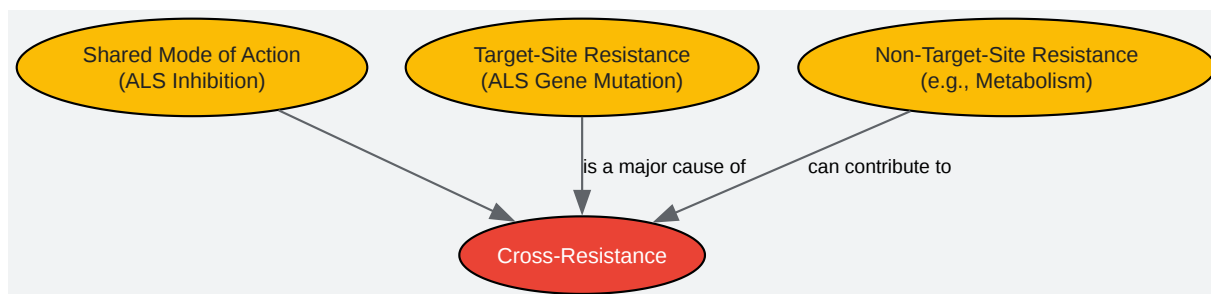 Shared Mode of Action
(ALS Inhibition)
Target-Site Resistance
(ALS Gene Mutation)
Non-Target-Site Resistance
(e.g., Metabolism)
is a major cause of
can contribute to
Cross-Resistance